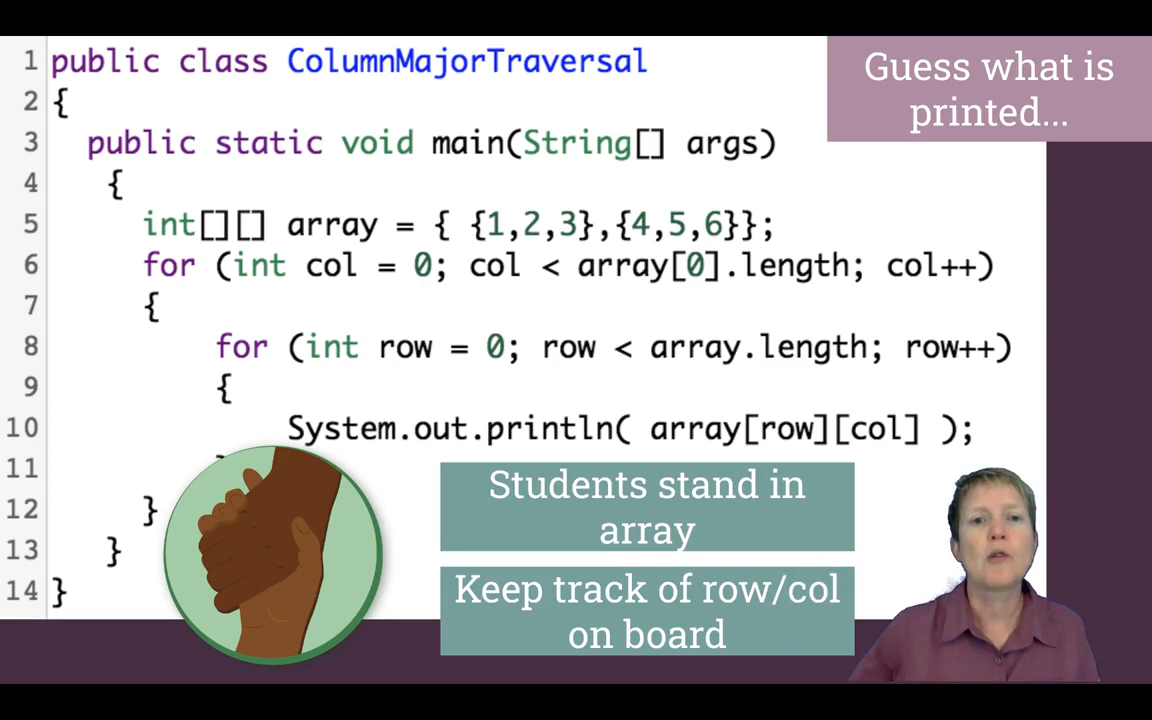 1 public class ColumnMajorTraversal
2 {
3 public static void main(String[] args)
4 {
5 int[][] array = { {1,2,3},{4,5,6}};
6 for (int col = 0; col < array[0].length; col++)
7 {
8 for (int row = 0; row < array.length; row++)
9 {
10 System.out.println( array[row][col] );
11
12 }
13 }
14 }
Guess what is
printed...
Students stand in
array
Keep track of row/col
on board